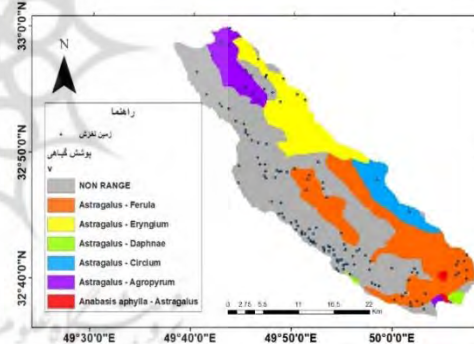 N
33°0'0"N
32°50'0"N
32°40'0"N
راهنما
زمین لغزش
پوشش گیاهی
v
NON RANGE
Astragalus - Ferula
Astragalus - Eryngium
Astragalus - Daphnae
Astragalus - Circium
Astragalus - Agropyrum
Anabasis aphylla - Astragalus
0 2.75 5.5 11 16.5 22
Km
49°30'0"E 49°40'0"E 49°50'0"E 50°0'0"E